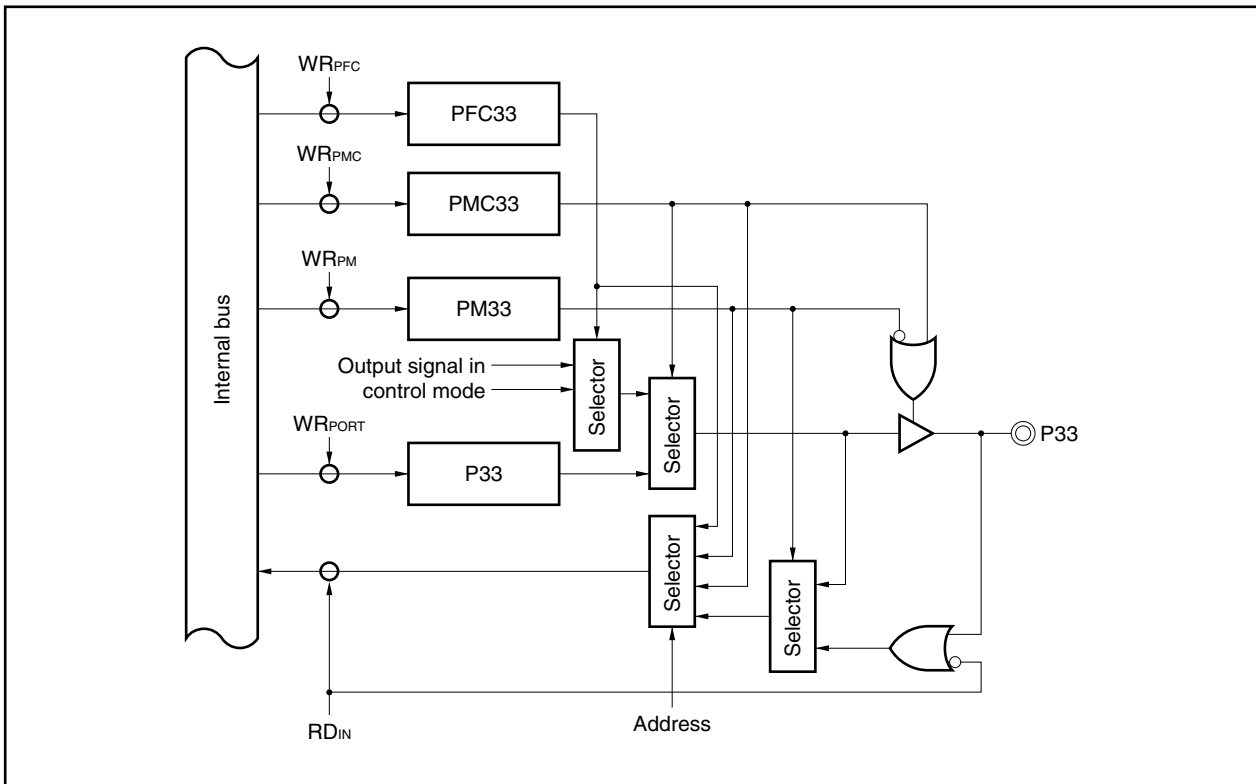 WRPFC
PFC33
WRPMC
PMC33
WRPM
PM33
Internal bus
Output signal in
control mode
Selector
Selector
WRPORT
P33
P33
Selector
Selector
Address
RDIN